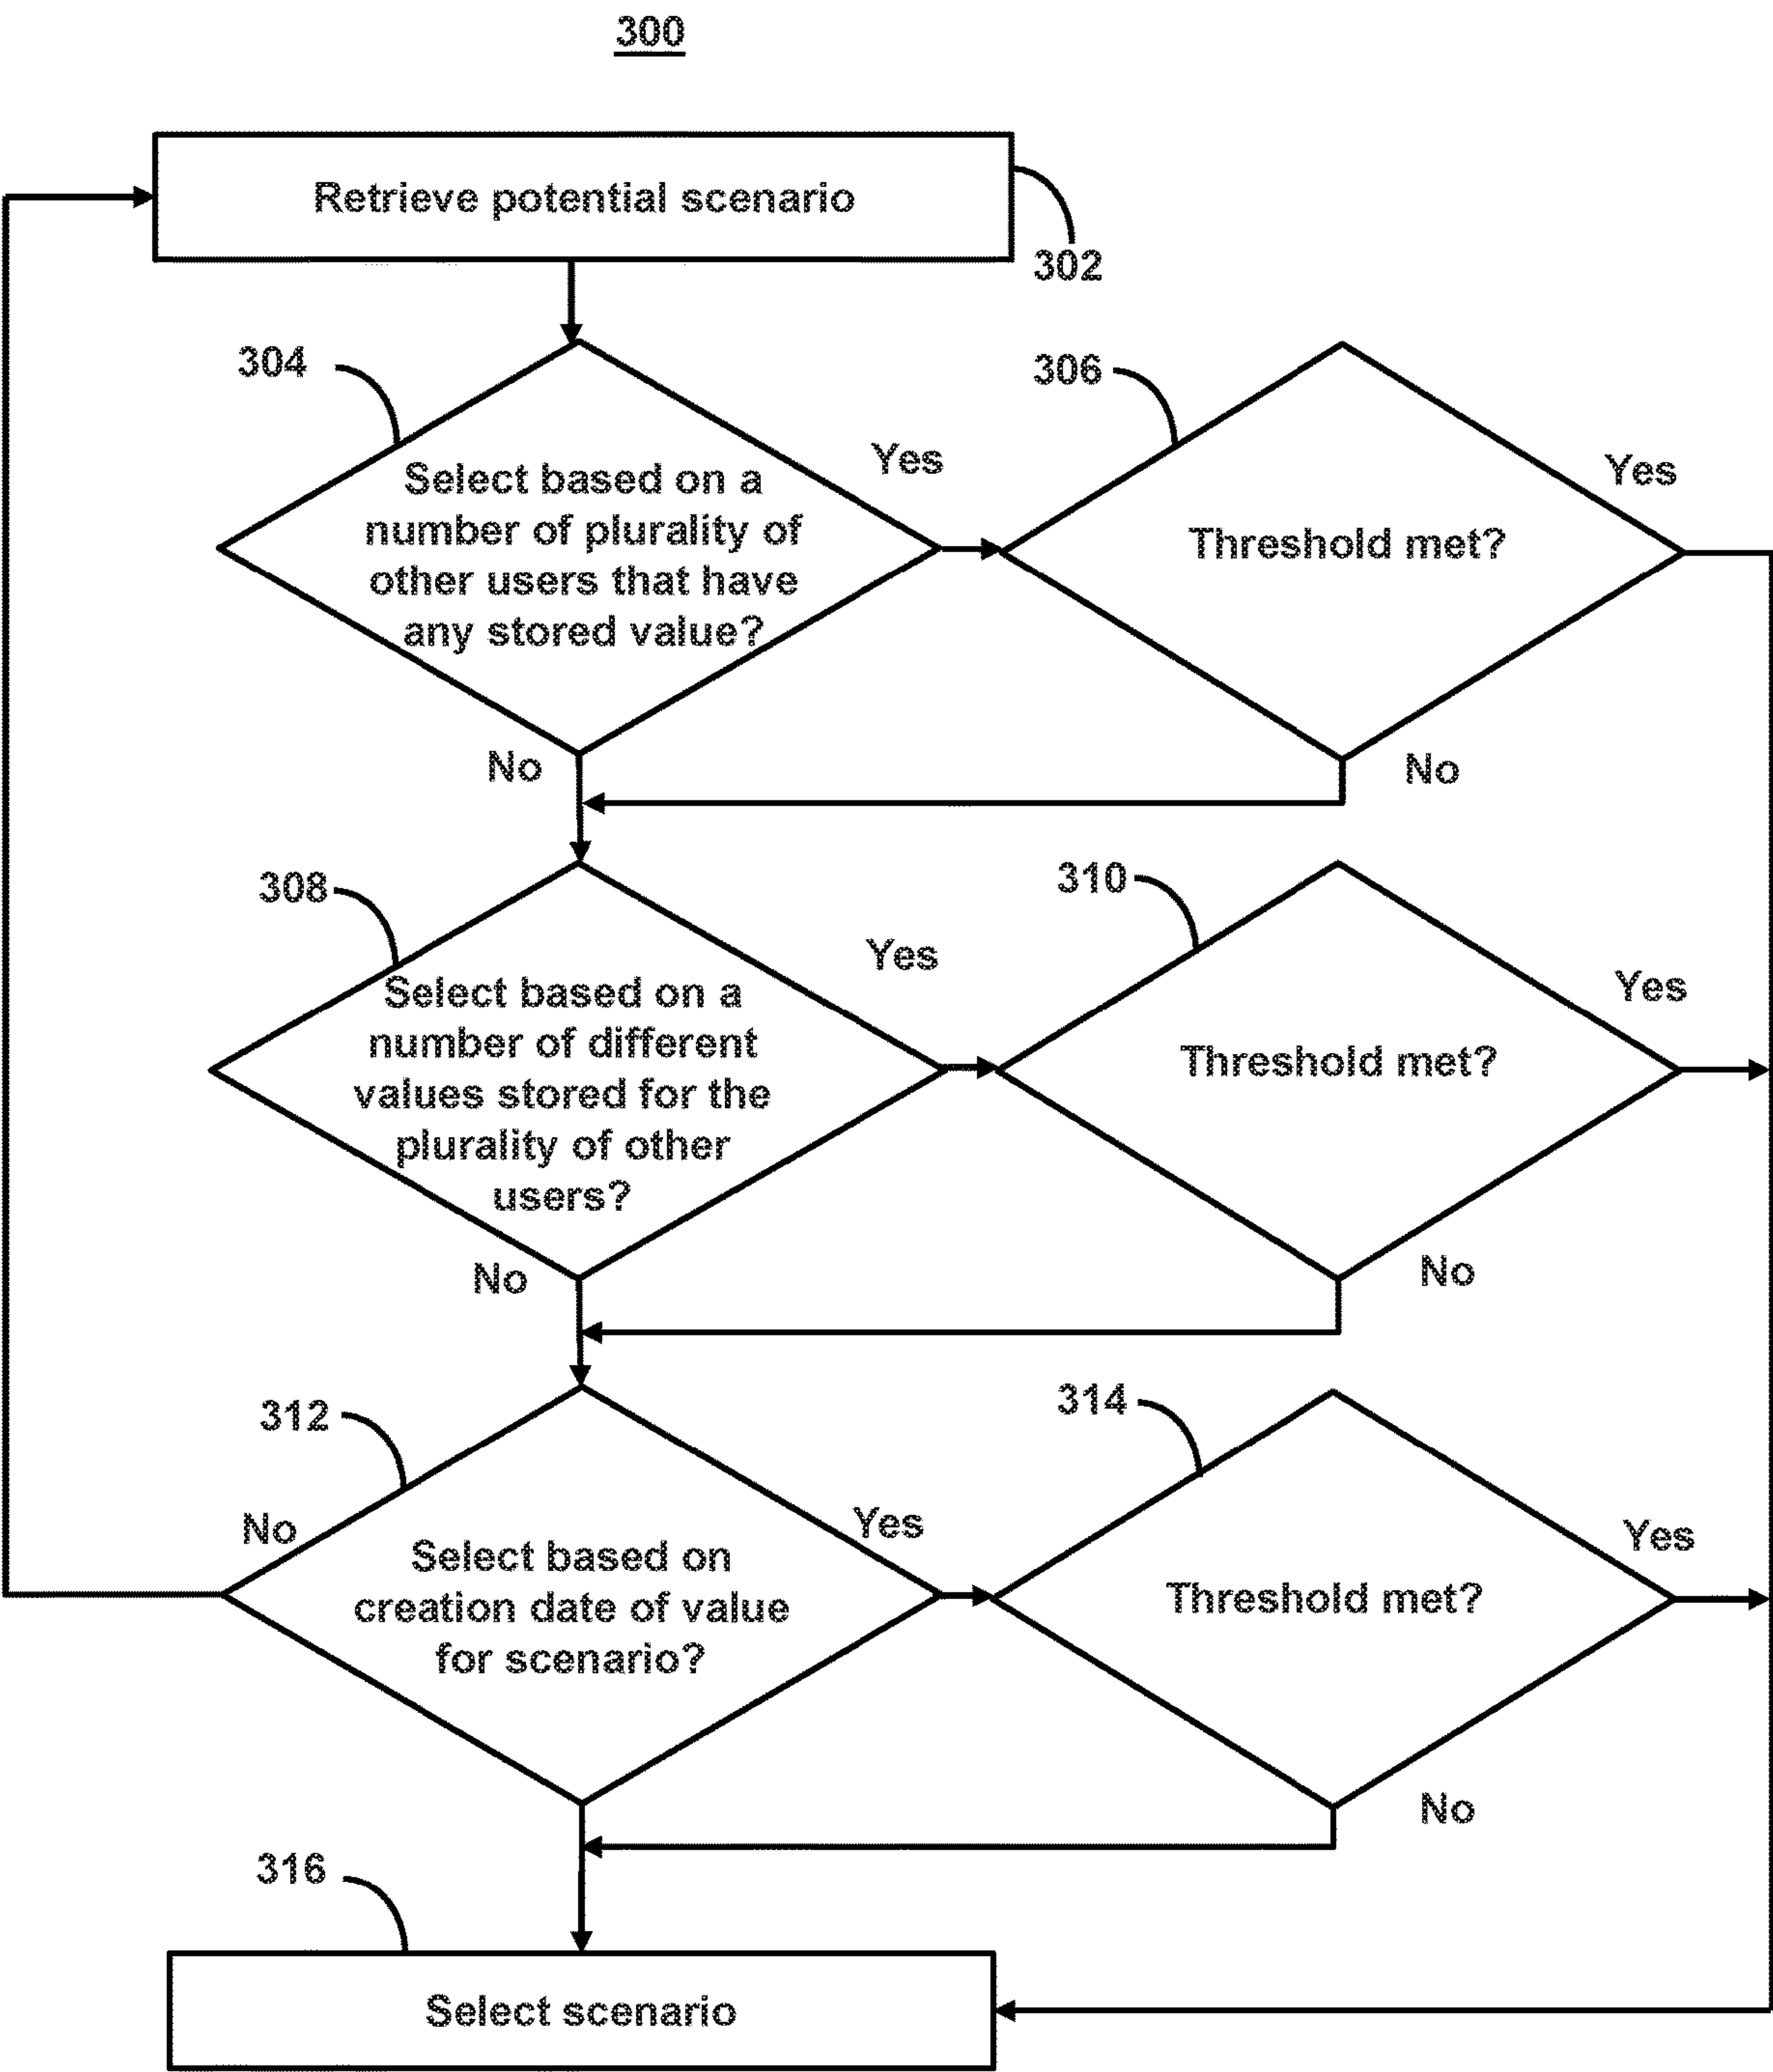 300
Retrieve potential scenario
302
304
306
Select based on a
number of plurality of
other users that have
any stored value?
Yes
Threshold met?
Yes
No
No
308
310
Select based on a
number of different
values stored for the
plurality of other
users?
Yes
Threshold met?
Yes
No
No
312
314
No
Select based on
creation date of value
for scenario?
Yes
Threshold met?
Yes
No
316
Select scenario